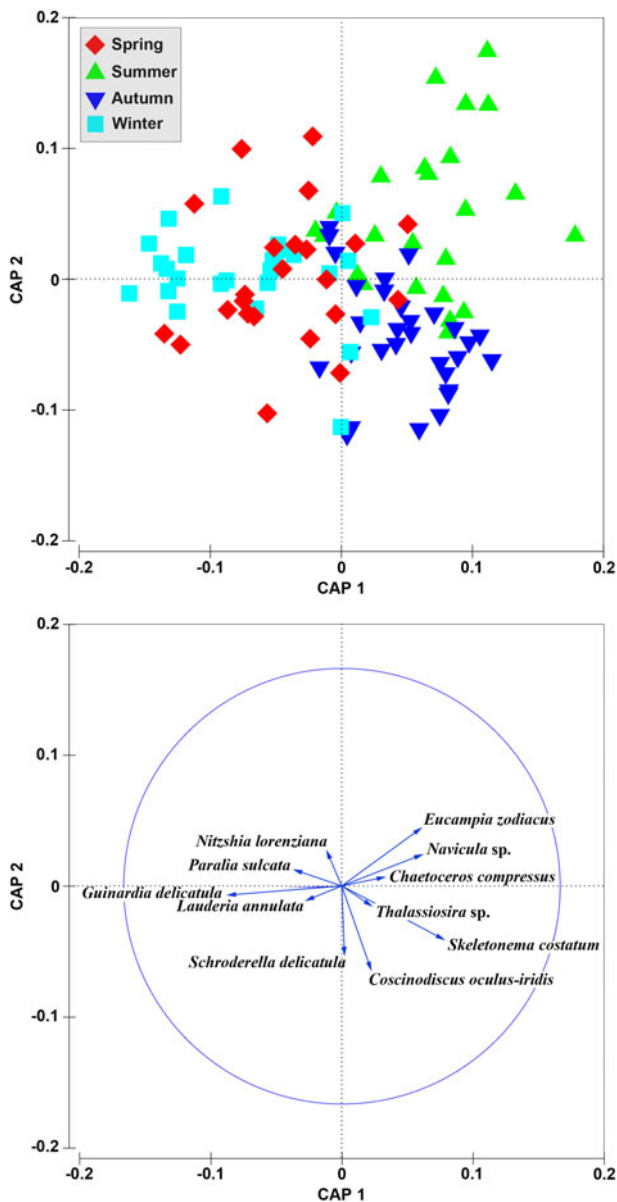 0.2
Spring
Summer
Autumn
Winter
0.1
CAP 2
0
-0.1
-0.2
-0.2 -0.1 0 0.1 0.2
CAP 1
0.2
0.1
Eucampia zodiacus
Nitzshia lorenziana
Navicula sp.
Paralia sulcata
Chaetoceros compressus
CAP 2
0
Guinardia delicatula
Lauderia annulata
Thalassiosira sp.
Skeletonema costatum
Schroderella delicatula
Coscinodiscus oculus-iridis
-0.1
-0.2
-0.2 -0.1 0 0.1 0.2
CAP 1